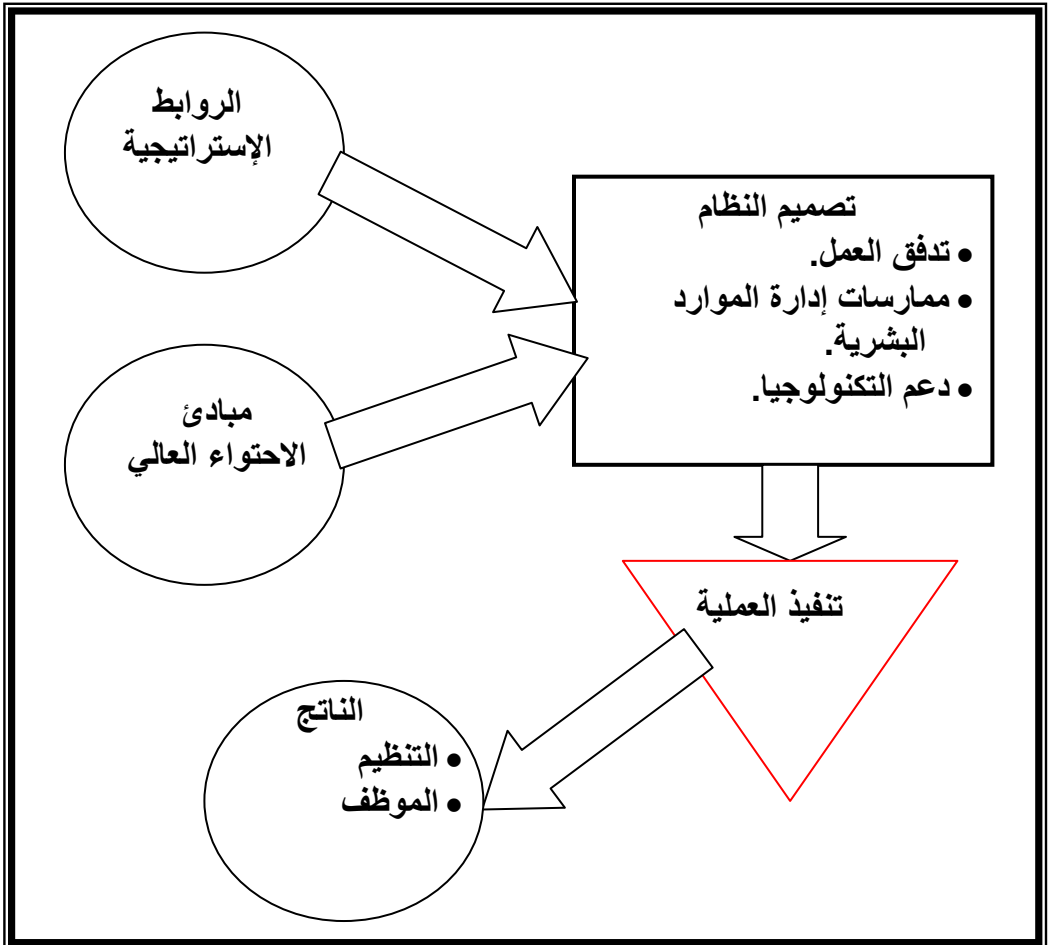 الروابط
الإستراتيجية
تصميم النظام
• تدفق العمل.
• ممارسات إدارة الموارد
البشرية.
• دعم التكنولوجيا.
مبادئ
الاحتواء العالي
تنفيذ العملية
الناتج
• التنظيم
• الموظف